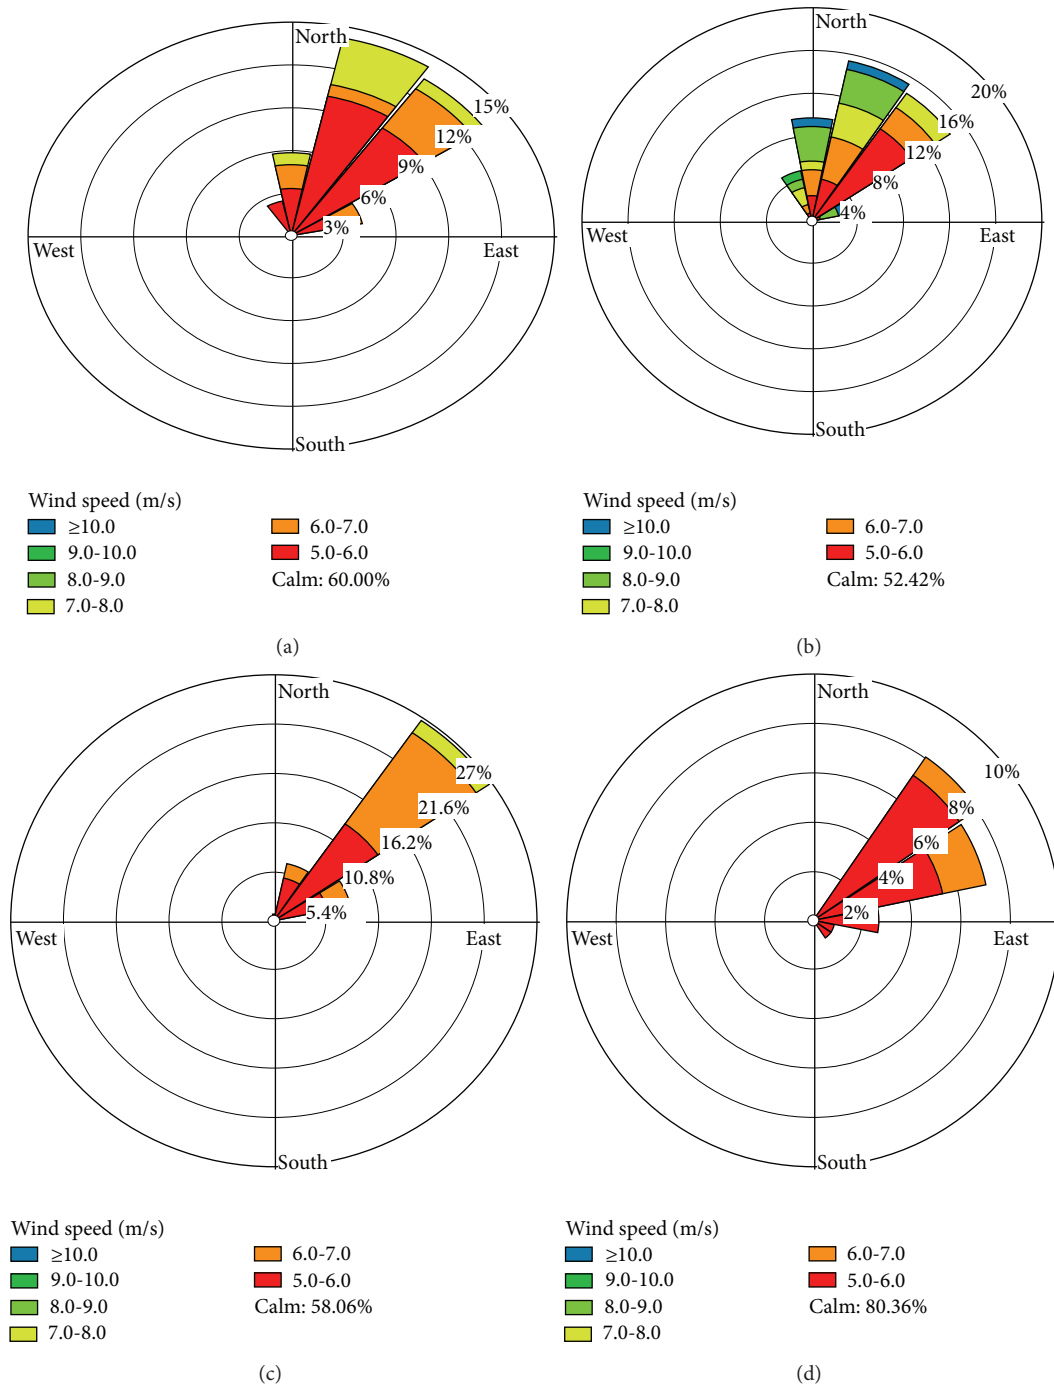 North
15%
12%
9%
6%
3%
West
East
South
Wind speed (m/s)
≥10.0
9.0-10.0
8.0-9.0
7.0-8.0
6.0-7.0
5.0-6.0
Calm: 60.00%
(a)
North
20%
16%
12%
8%
4%
West
East
South
Wind speed (m/s)
≥10.0
9.0-10.0
8.0-9.0
7.0-8.0
6.0-7.0
5.0-6.0
Calm: 52.42%
(b)
North
27%
21.6%
16.2%
10.8%
5.4%
West
East
South
Wind speed (m/s)
≥10.0
9.0-10.0
8.0-9.0
7.0-8.0
6.0-7.0
5.0-6.0
Calm: 58.06%
(c)
North
10%
8%
6%
4%
2%
West
East
South
Wind speed (m/s)
≥10.0
9.0-10.0
8.0-9.0
7.0-8.0
6.0-7.0
5.0-6.0
Calm: 80.36%
(d)